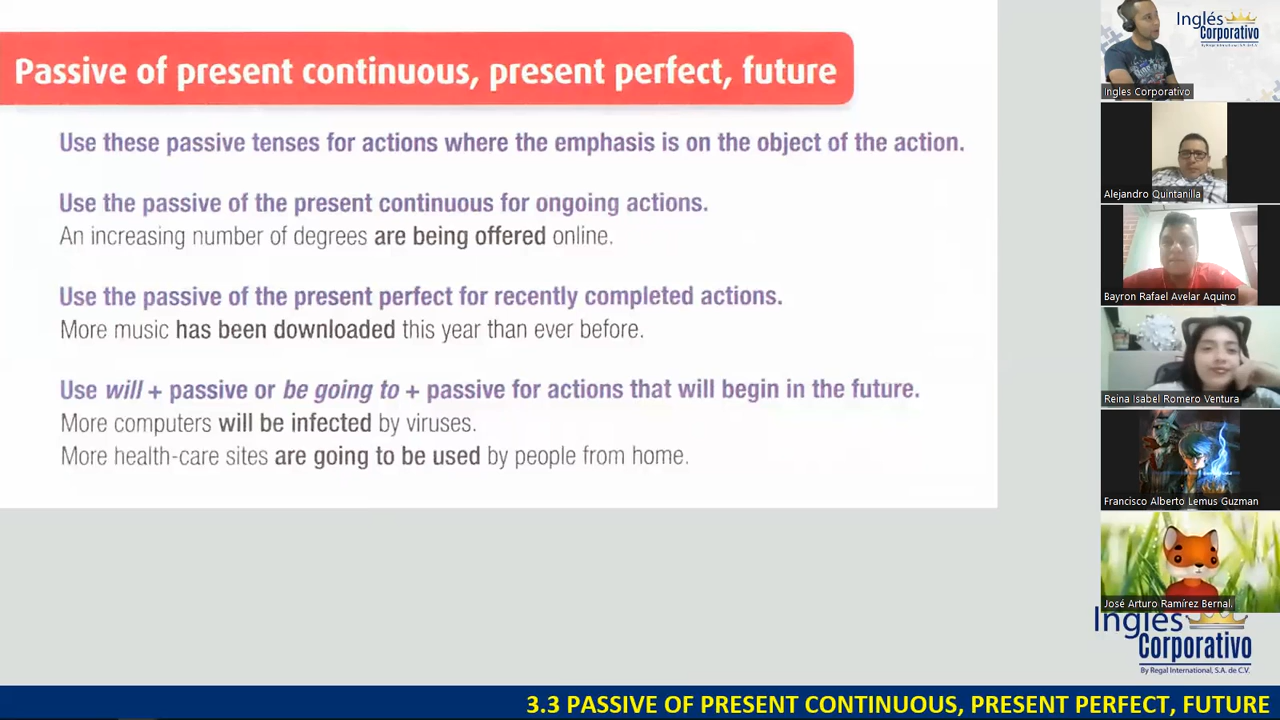 Passive of present continuous, present perfect, future
Use these passive tenses for actions where the emphasis is on the object of the action.
Use the passive of the present continuous for ongoing actions.
An increasing number of degrees are being offered online.
Use the passive of the present perfect for recently completed actions.
More music has been downloaded this year than ever before.
Use will + passive or be going to + passive for actions that will begin in the future.
More computers will be infected by viruses.
More health-care sites are going to be used by people from home.
Inglés
Corporativo
Ingles Corporativo
Alejandro Quintanilla
Bayron Rafael Avelar Aquino
Reina Isabel Romero Ventura
Francisco Alberto Lemus Guzman
José Arturo Ramírez Bernal.
Inglés
Corporativo
By Regal International, S.A. de C.V.
3.3 PASSIVE OF PRESENT CONTINUOUS, PRESENT PERFECT, FUTURE